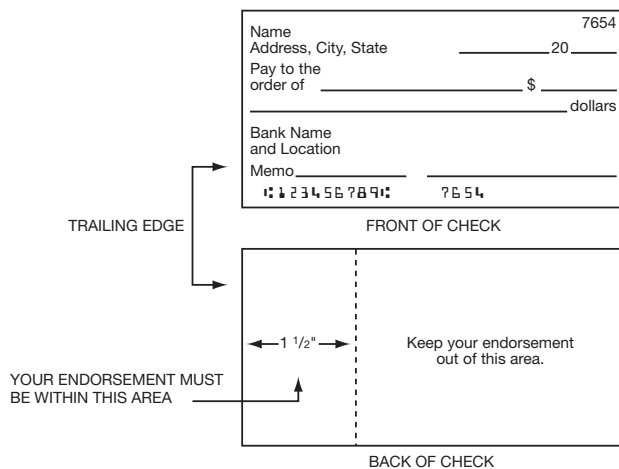 7654
Name
Address, City, State 20
Pay to the
order of $
dollars
Bank Name
and Location
Memo
⑆123456789⑆ 7654
TRAILING EDGE
FRONT OF CHECK
1 1/2"
Keep your endorsement
out of this area.
YOUR ENDORSEMENT MUST
BE WITHIN THIS AREA
BACK OF CHECK